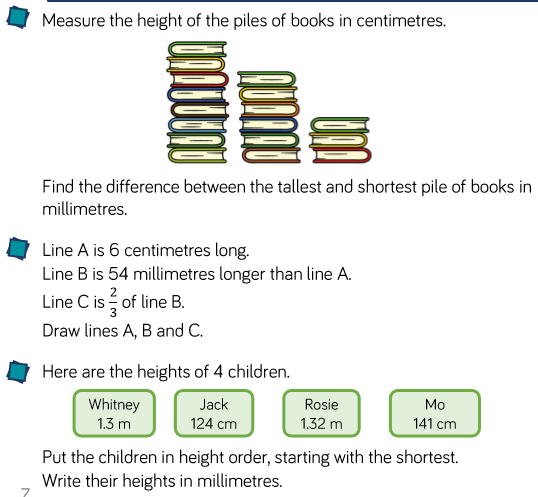 Measure the height of the piles of books in centimetres.
Find the difference between the tallest and shortest pile of books in
millimetres.
Line A is 6 centimetres long.
Line B is 54 millimetres longer than line A.
Line C is 2/3 of line B.
Draw lines A, B and C.
Here are the heights of 4 children.
Whitney
1.3 m
Jack
124 cm
Rosie
1.32 m
Mo
141 cm
Put the children in height order, starting with the shortest.
Write their heights in millimetres.